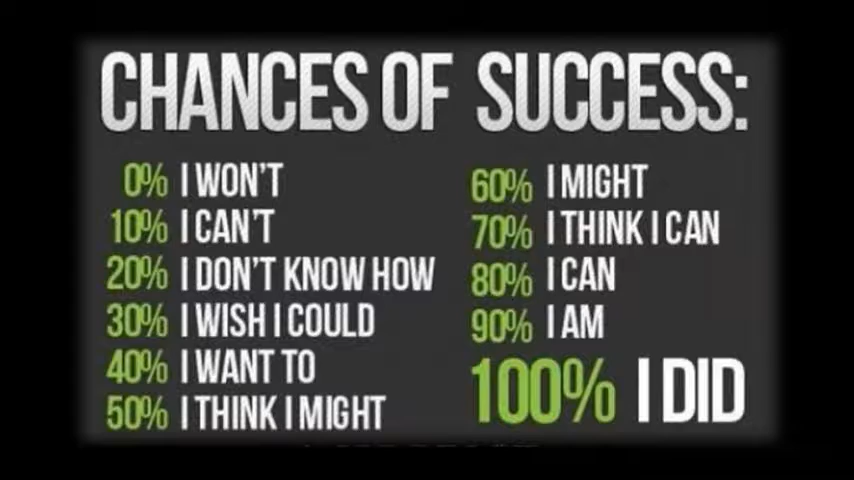 CHANCES OF SUCCESS:
0% I WON'T
10% I CAN'T
20% I DON'T KNOW HOW
30% I WISH I COULD
40% I WANT TO
50% I THINK I MIGHT
60% I MIGHT
70% I THINK I CAN
80% I CAN
90% I AM
100% I DID